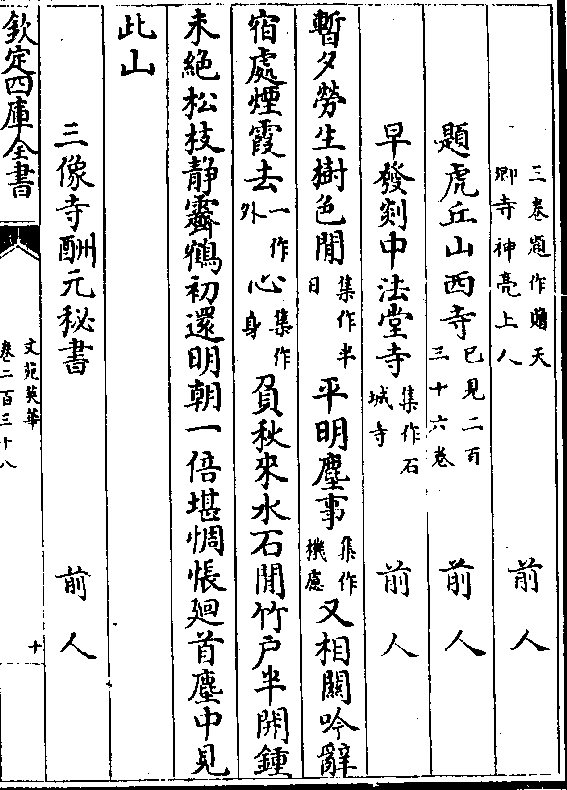 三卷題作贈天
鄉寺神亮上人
前人
題虎丘山西寺 已見二百
三十六卷
前人
早發剡中法堂寺 集作石
城寺
前人
暫夕勞生樹色間 集作半
日 平明塵事 集作
機慮 又相關吟辭
宿處煙霞去 一作
外 心 集作
身 負秋來水石閒竹户半開鍾
未絶松枝静霽鶴初還明朝一倍堪惆悵廻首塵中見
此山
三像寺酬元秘書
前人
欽定四庫全書
文苑英華
卷二百三十八
十